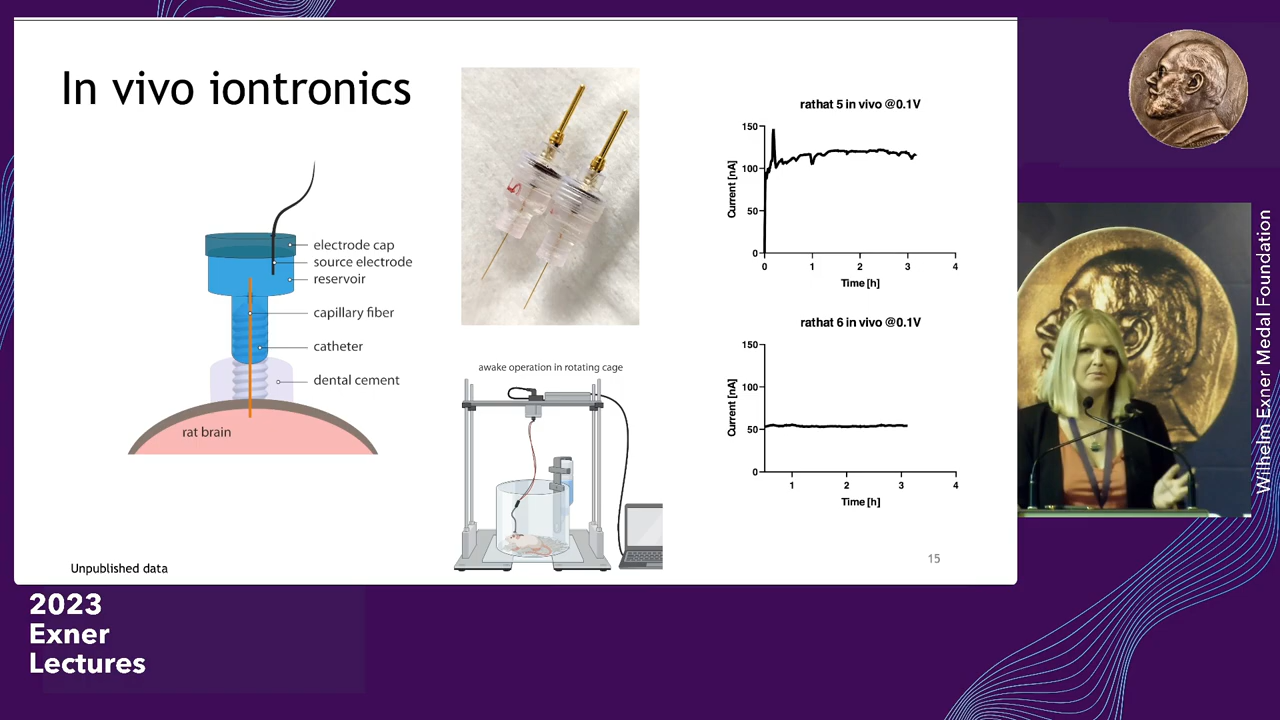 In vivo iontronics
electrode cap
source electrode
reservoir
capillary fiber
catheter
dental cement
rat brain
awake operation in rotating cage
rathat 5 in vivo @0.1V
Current [nA]
150
100
50
0
0 1 2 3 4
Time [h]
rathat 6 in vivo @0.1V
Current [nA]
150
100
50
0
1 2 3 4
Time [h]
Unpublished data
15
Wilhelm Exner Medal Foundation
2023
Exner
Lectures